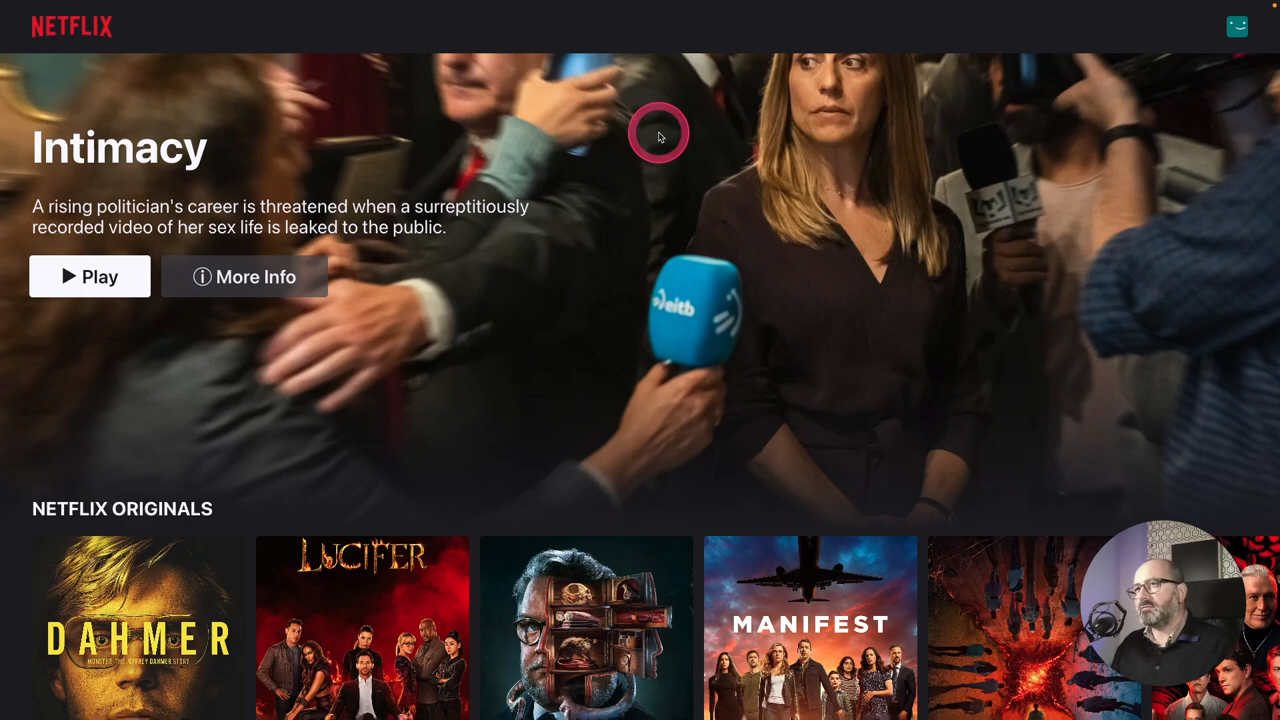 NETFLIX
Intimacy
A rising politician's career is threatened when a surreptitiously
recorded video of her sex life is leaked to the public.
Play
More Info
eitb
NETFLIX ORIGINALS
DAHMER
MONSTER: THE JEFFREY DAHMER STORY
LUCIFER
MANIFEST